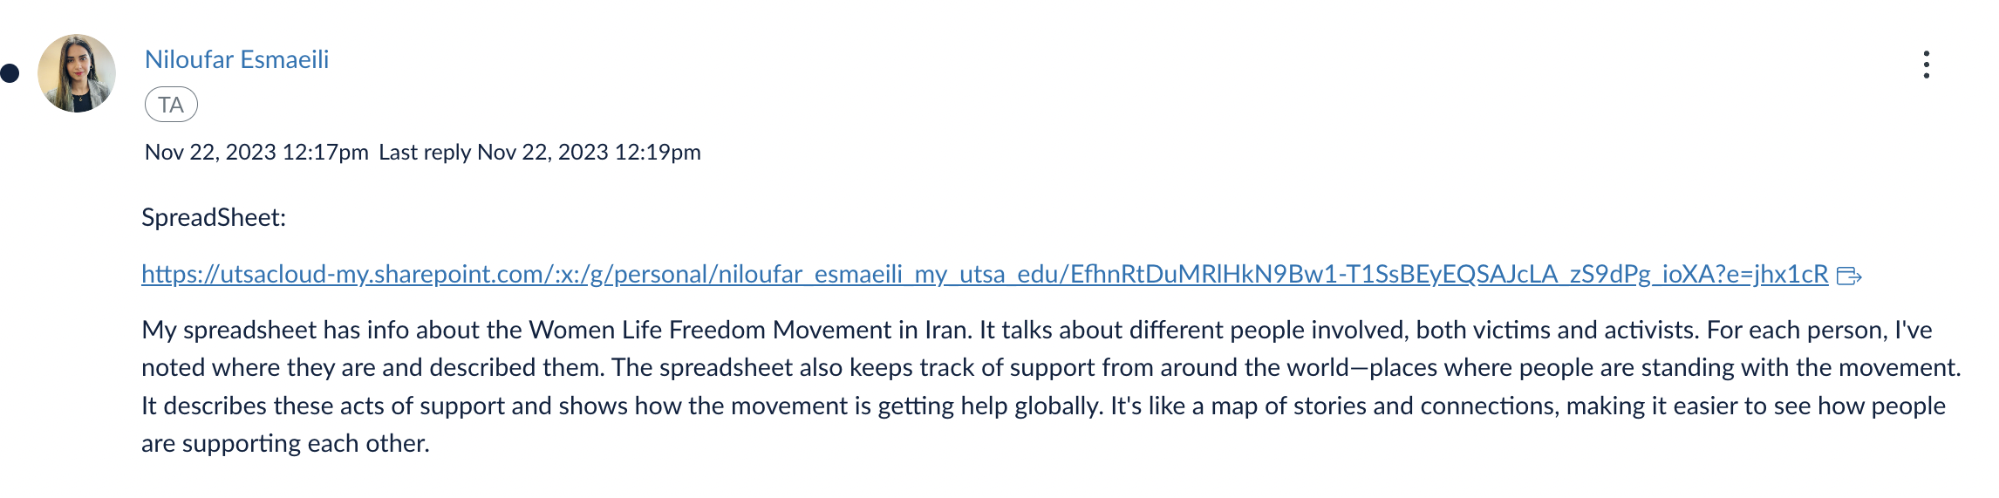 Niloufar Esmaeili
TA
Nov 22, 2023 12:17pm Last reply Nov 22, 2023 12:19pm
SpreadSheet:
https://utsacloud-my.sharepoint.com/:x:/g/personal/niloufar_esmaeili_my_utsa_edu/EfhnRtDuMRlHkN9Bw1-T1SsBEyEQSAJcLA_zS9dPg_ioXA?e=jhx1cR
My spreadsheet has info about the Women Life Freedom Movement in Iran. It talks about different people involved, both victims and activists. For each person, I've
noted where they are and described them. The spreadsheet also keeps track of support from around the world—places where people are standing with the movement.
It describes these acts of support and shows how the movement is getting help globally. It's like a map of stories and connections, making it easier to see how people
are supporting each other.